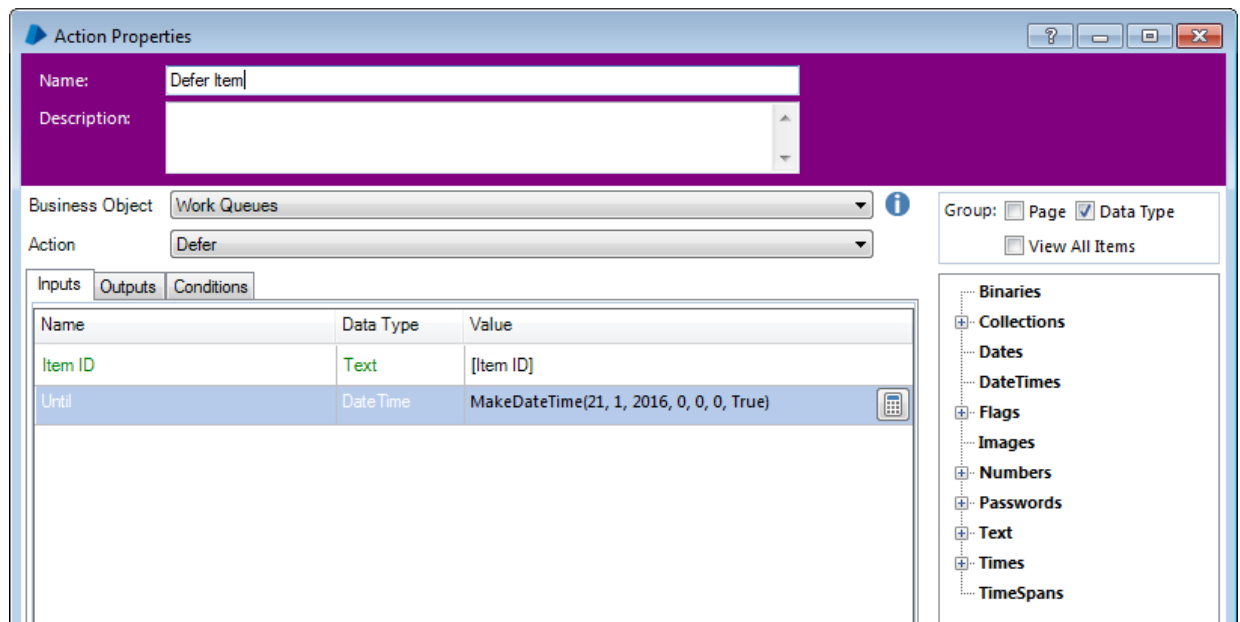 Action Properties
Name: Defer Item
Description:
Business Object Work Queues
Action Defer
Group: Page Data Type
View All Items
Inputs Outputs Conditions
Name Data Type Value
Item ID Text [Item ID]
Until DateTime MakeDateTime(21, 1, 2016, 0, 0, 0, True)
Binaries
Collections
Dates
DateTimes
Flags
Images
Numbers
Passwords
Text
Times
TimeSpans